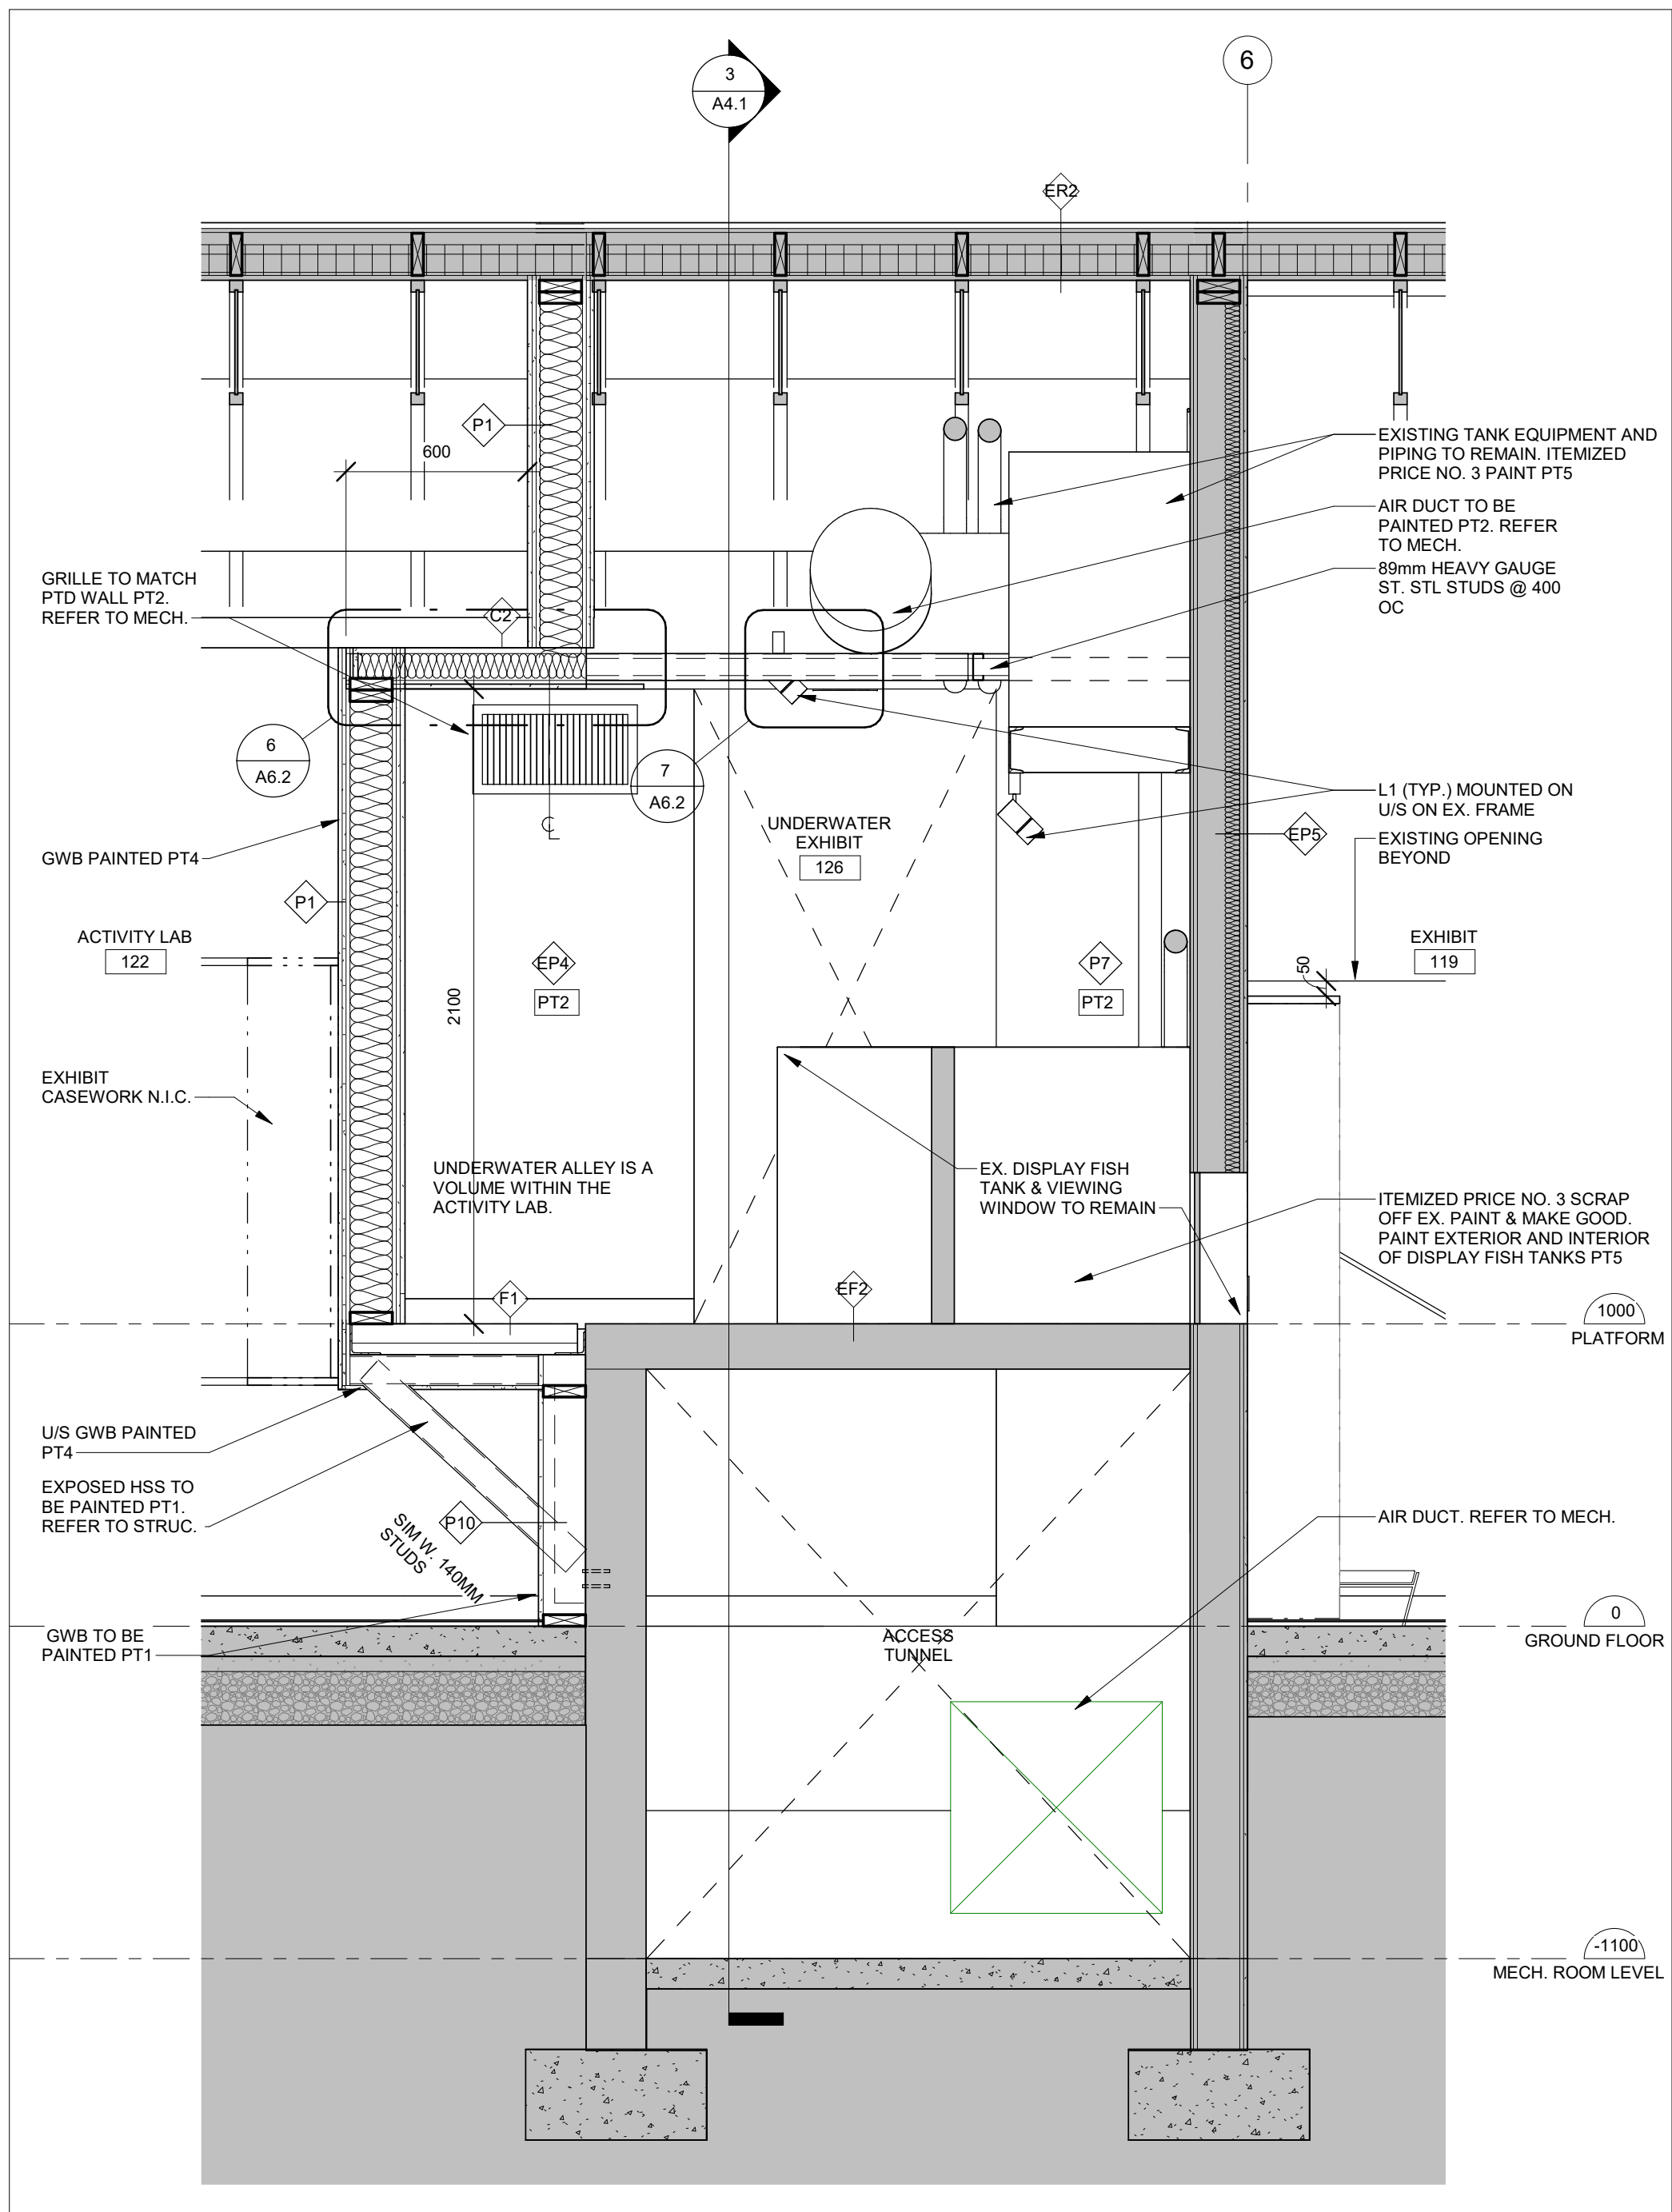 3
A4.1
6
ER2
P1
600
EXISTING TANK EQUIPMENT AND
PIPING TO REMAIN. ITEMIZED
PRICE NO. 3 PAINT PT5
AIR DUCT TO BE
PAINTED PT2. REFER
TO MECH.
89mm HEAVY GAUGE
ST. STL STUDS @ 400
OC
GRILLE TO MATCH
PTD WALL PT2.
REFER TO MECH.
C2
6
A6.2
7
A6.2
L1 (TYP.) MOUNTED ON
U/S ON EX. FRAME
CL
UNDERWATER
EXHIBIT
126
EP5
EXISTING OPENING
BEYOND
GWB PAINTED PT4
P1
ACTIVITY LAB
122
EP4
PT2
P7
PT2
50
EXHIBIT
119
2100
EXHIBIT
CASEWORK N.I.C.
UNDERWATER ALLEY IS A
VOLUME WITHIN THE
ACTIVITY LAB.
EX. DISPLAY FISH
TANK & VIEWING
WINDOW TO REMAIN
ITEMIZED PRICE NO. 3 SCRAP
OFF EX. PAINT & MAKE GOOD.
PAINT EXTERIOR AND INTERIOR
OF DISPLAY FISH TANKS PT5
F1
EF2
1000
PLATFORM
U/S GWB PAINTED
PT4
EXPOSED HSS TO
BE PAINTED PT1.
REFER TO STRUC.
P10
SIM W. 140MM
STUDS
AIR DUCT. REFER TO MECH.
0
GROUND FLOOR
GWB TO BE
PAINTED PT1
ACCESS
TUNNEL
-1100
MECH. ROOM LEVEL